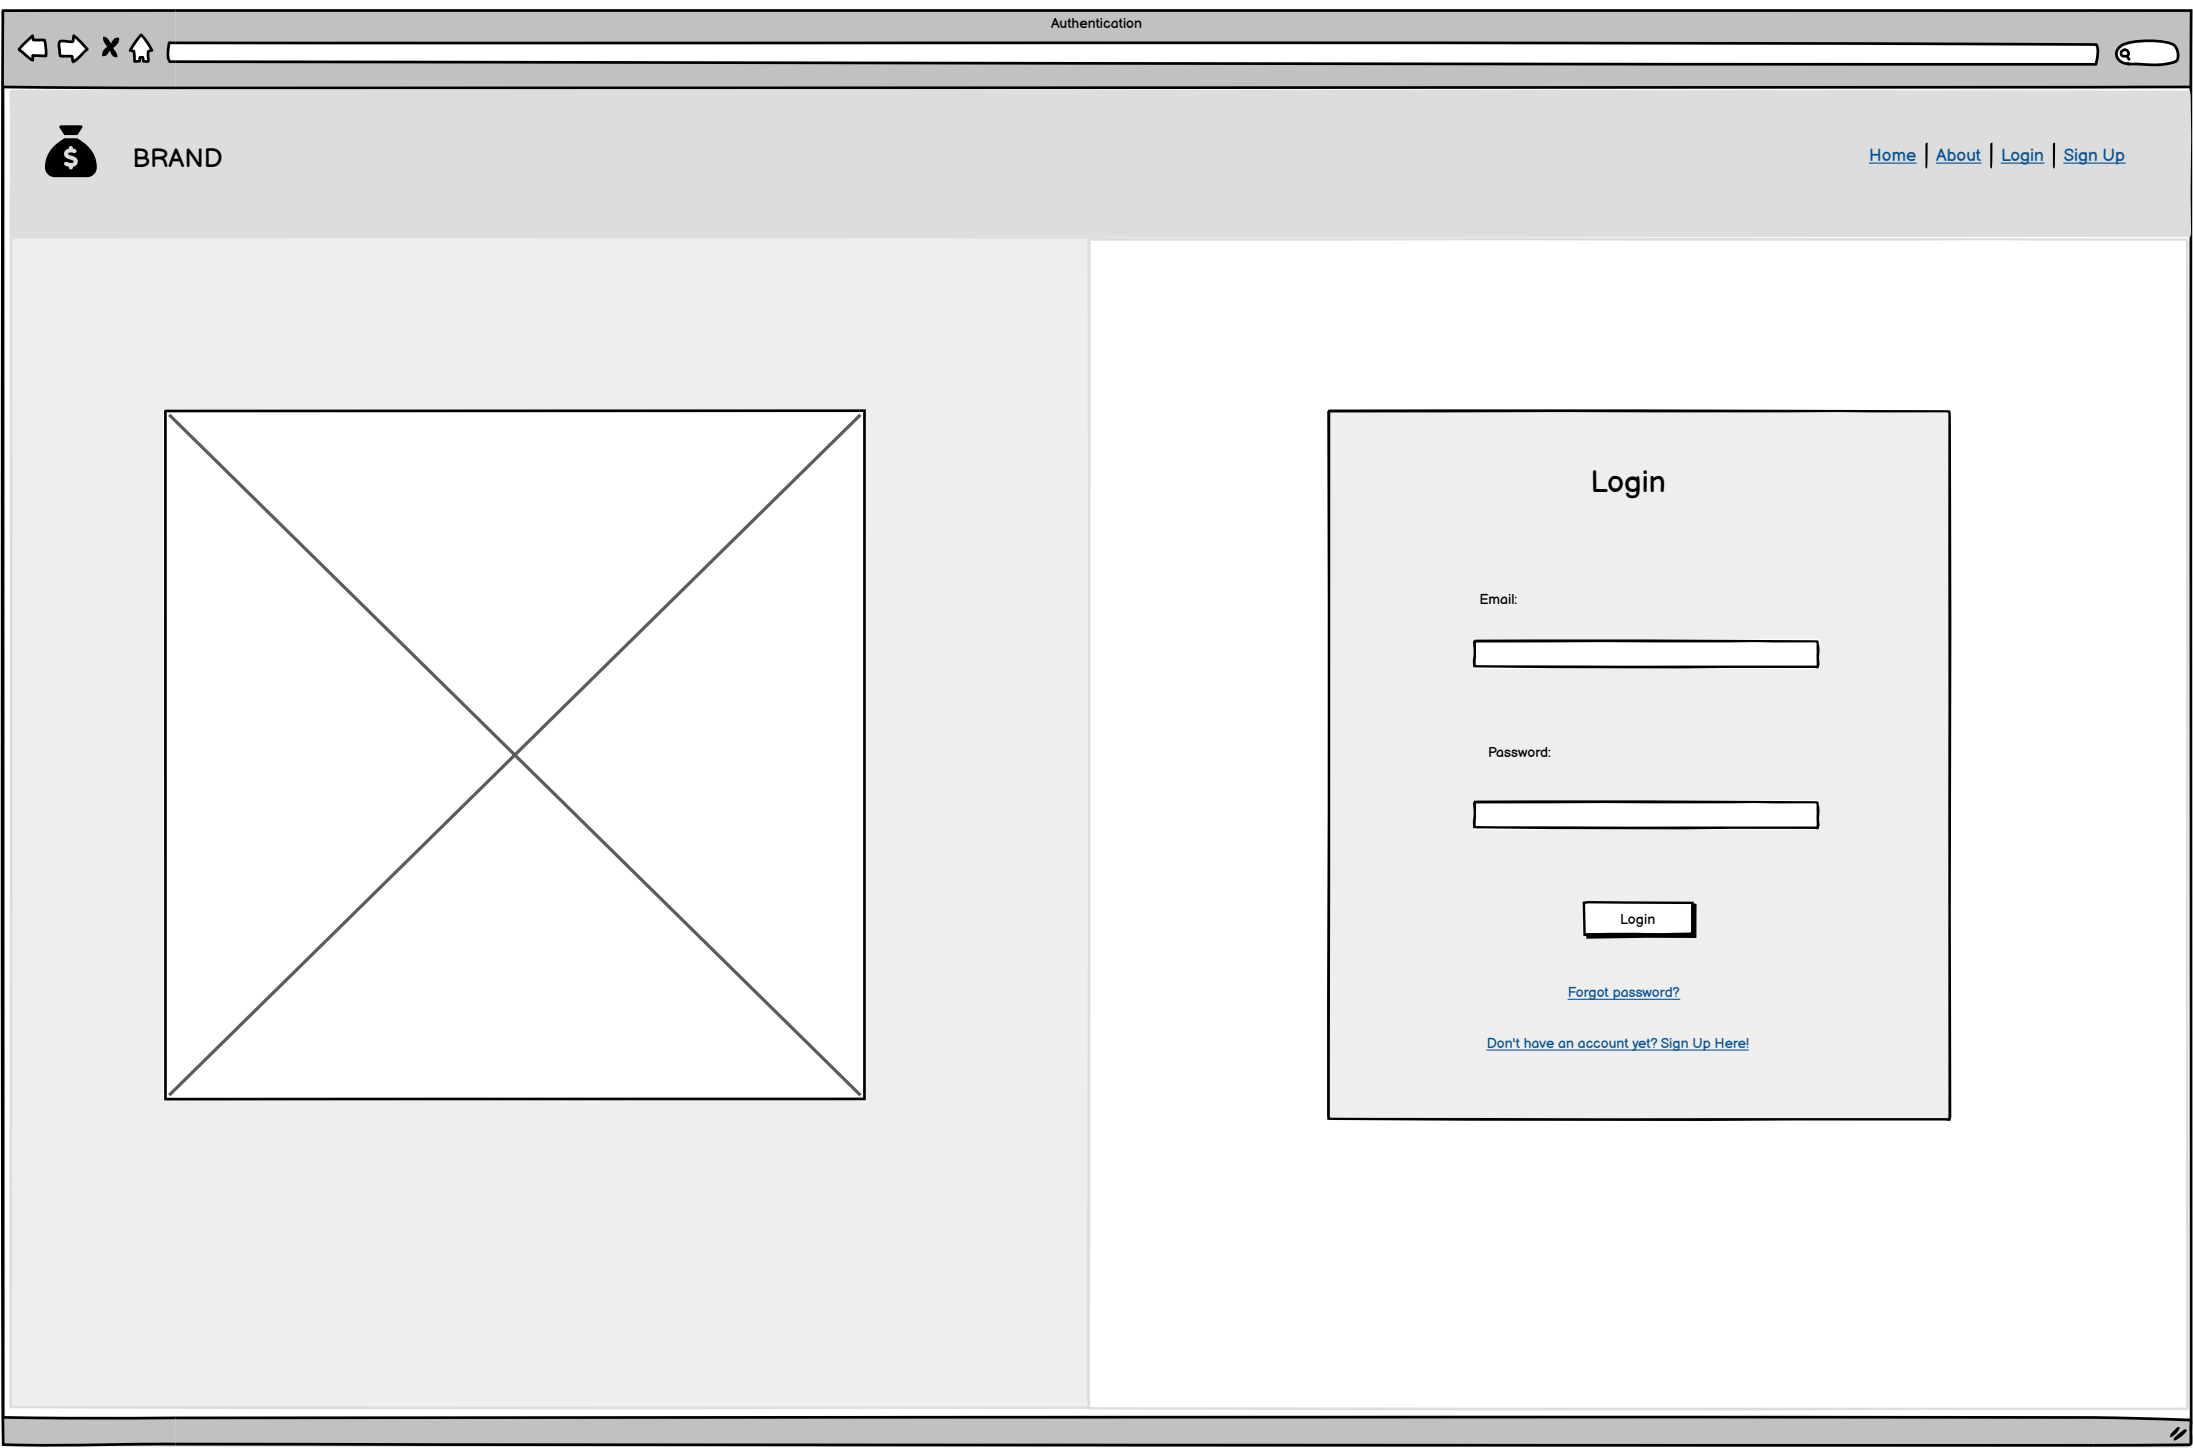 Authentication
$
BRAND
Home | About | Login | Sign Up
Login
Email:
Password:
Login
Forgot password?
Don't have an account yet? Sign Up Here!